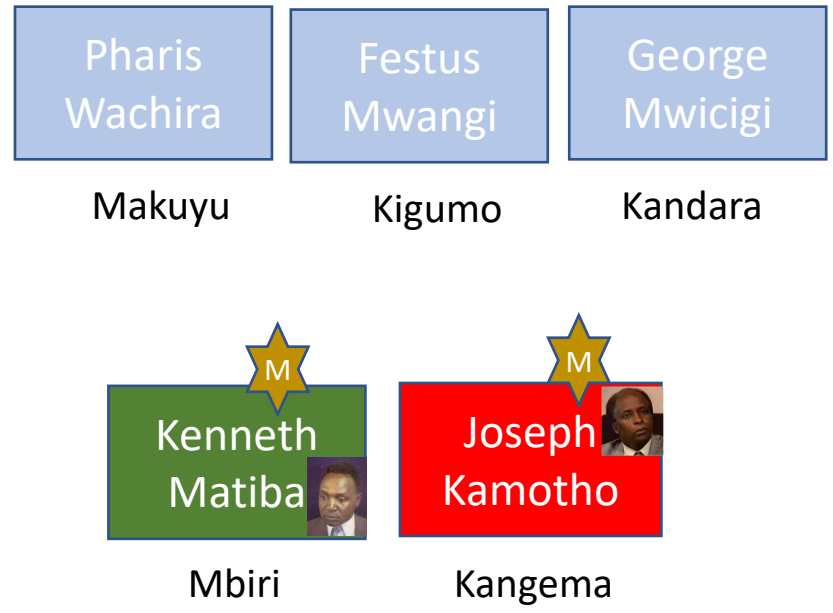 Pharis
Wachira
Festus
Mwangi
George
Mwicigi
Makuyu
Kigumo
Kandara
M
M
Kenneth
Matiba
Joseph
Kamotho
Mbiri
Kangema